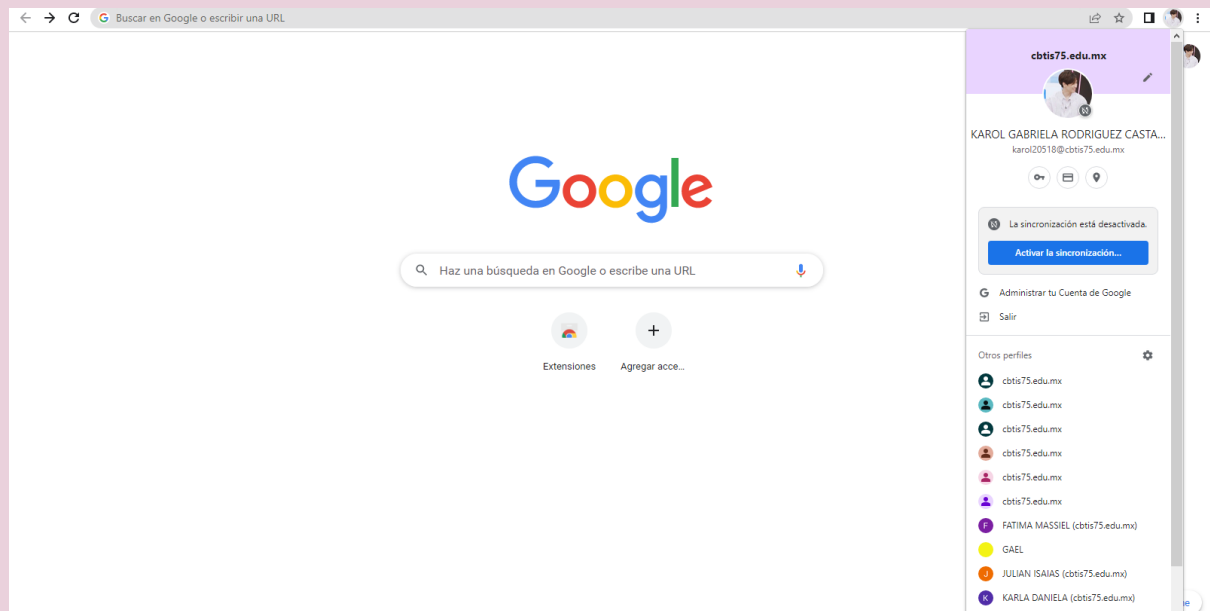 Buscar en Google o escribir una URL
cbtis75.edu.mx
KAROL GABRIELA RODRIGUEZ CASTA...
karol20518@cbtis75.edu.mx
La sincronización está desactivada.
Activar la sincronización...
Administrar tu Cuenta de Google
Salir
Google
Haz una búsqueda en Google o escribe una URL
Extensiones
Agregar acce...
Otros perfiles
cbtis75.edu.mx
cbtis75.edu.mx
cbtis75.edu.mx
cbtis75.edu.mx
cbtis75.edu.mx
cbtis75.edu.mx
F FATIMA MASSIEL (cbtis75.edu.mx)
GAEL
J JULIAN ISAIAS (cbtis75.edu.mx)
K KARLA DANIELA (cbtis75.edu.mx)